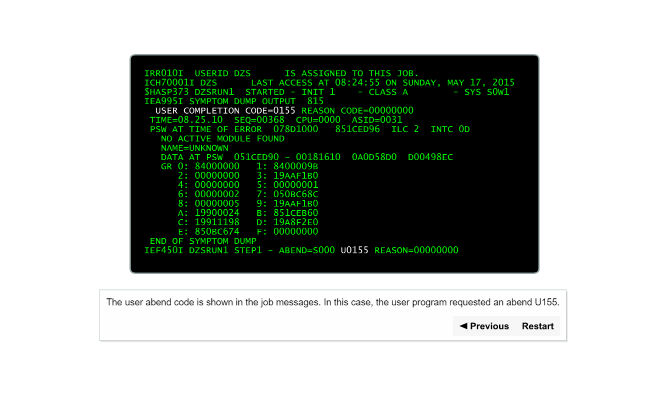 IRR010I  USERID DZS      IS ASSIGNED TO THIS JOB.
ICH70001I DZS      LAST ACCESS AT 08:24:55 ON SUNDAY, MAY 17, 2015
$HASP373 DZSRUN1  STARTED - INIT 1    - CLASS A        - SYS S0W1
IEA995I SYMPTOM DUMP OUTPUT  815
USER COMPLETION CODE=0155 REASON CODE=00000000
TIME=08.25.10  SEQ=00368  CPU=0000  ASID=0031
PSW AT TIME OF ERROR  078D1000   851CED96  ILC 2  INTC 0D
NO ACTIVE MODULE FOUND
NAME=UNKNOWN
DATA AT PSW  051CED90 - 00181610  0A0D58D0  D00498EC
GR 0: 84000000   1: 8400009B
2: 00000000   3: 19AAF1B0
4: 00000000   5: 00000001
6: 00000002   7: 050BC68C
8: 00000005   9: 19AAF1B0
A: 19900024   B: 851CEB60
C: 19911198   D: 19A8F2E0
E: 850BC674   F: 00000000
END OF SYMPTOM DUMP
IEF450I DZSRUN1 STEP1 - ABEND=S000 U0155 REASON=00000000
The user abend code is shown in the job messages. In this case, the user program requested an abend U155.
◄ Previous   Restart